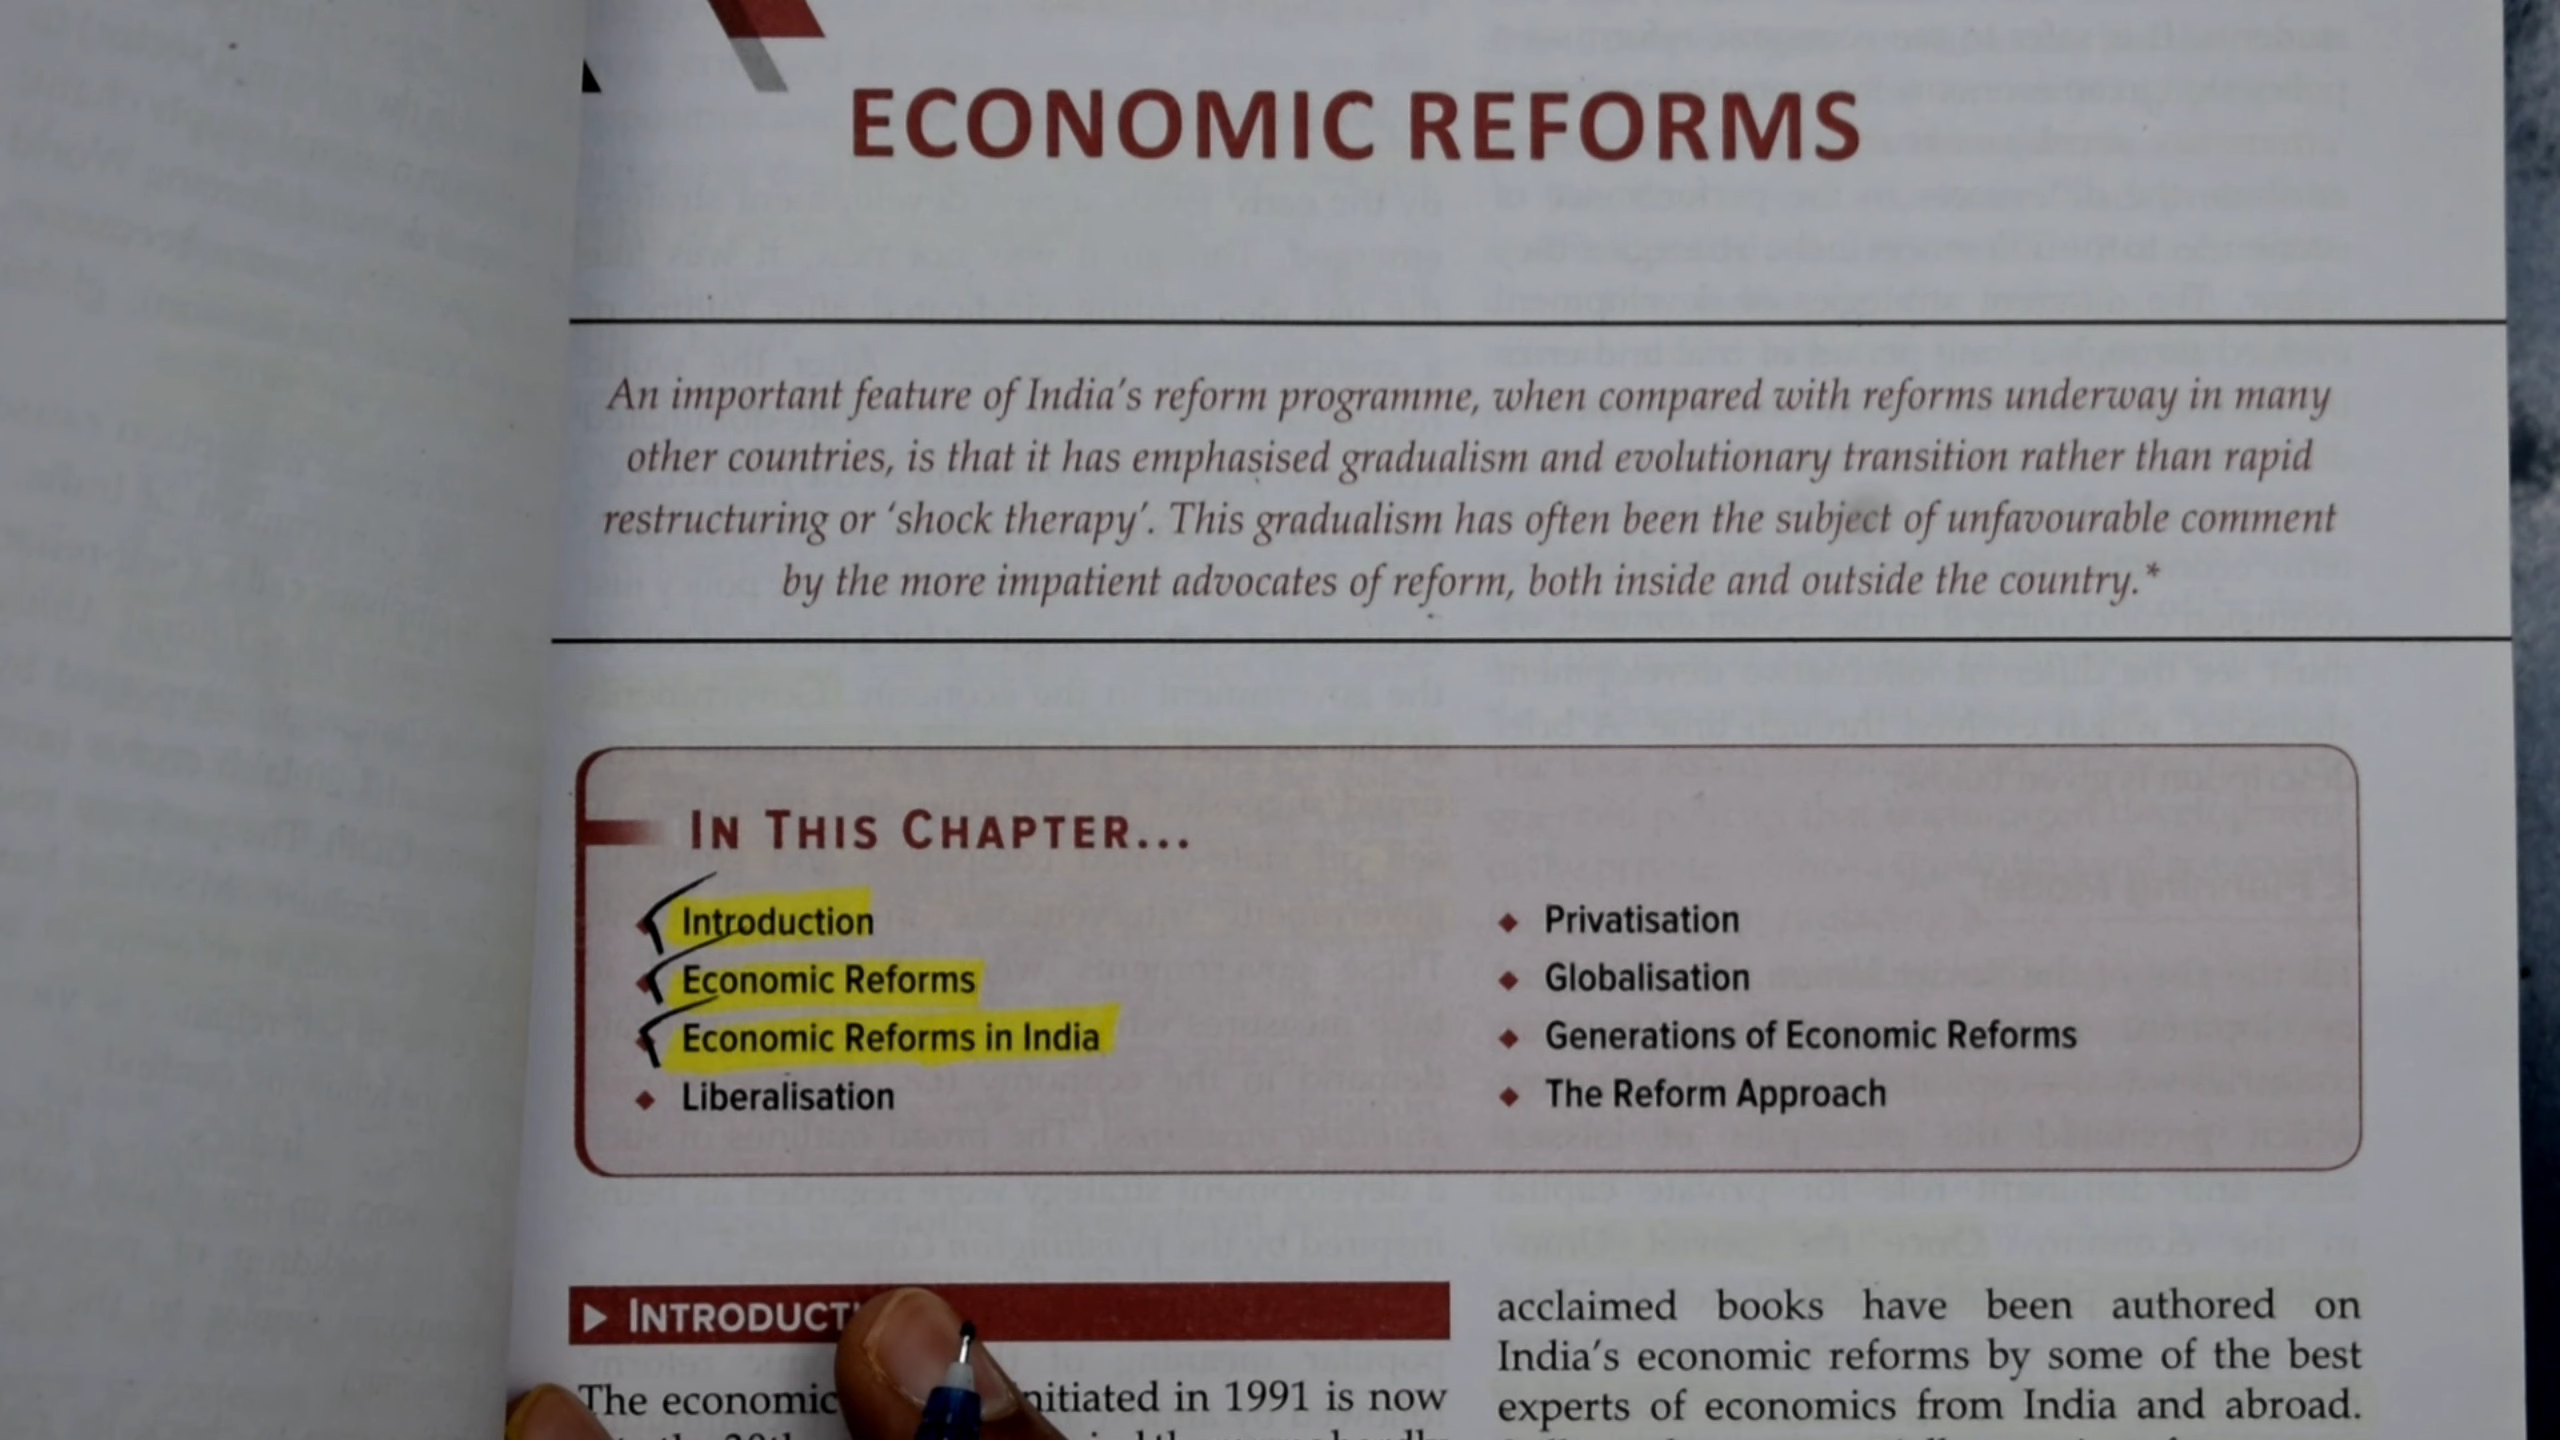 ECONOMIC REFORMS
An important feature of India's reform programme, when compared with reforms underway in many
other countries, is that it has emphasised gradualism and evolutionary transition rather than rapid
restructuring or 'shock therapy'. This gradualism has often been the subject of unfavourable comment
by the more impatient advocates of reform, both inside and outside the country.*
IN THIS CHAPTER...
Introduction
Economic Reforms
Economic Reforms in India
Liberalisation
Privatisation
Globalisation
Generations of Economic Reforms
The Reform Approach
The economic initiated in 1991 is now
acclaimed books have been authored on
India's economic reforms by some of the best
experts of economics from India and abroad.